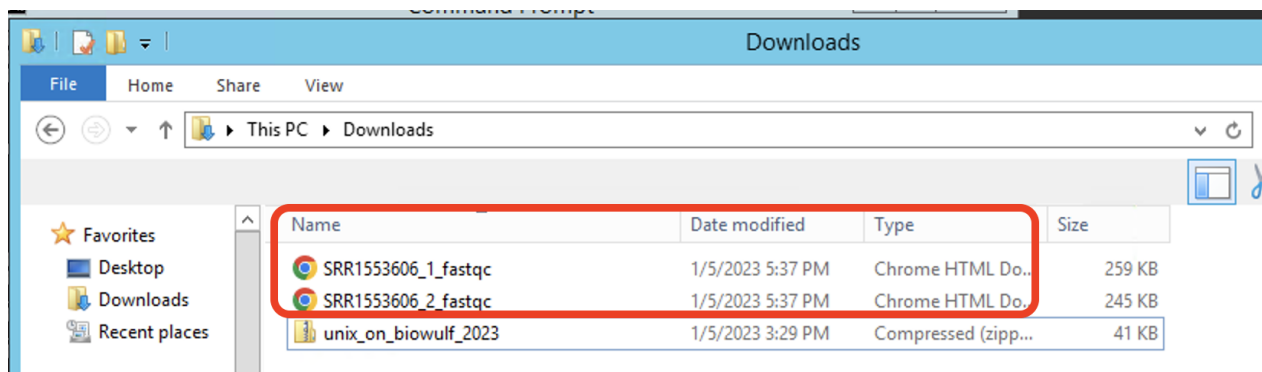 Command Prompt
Downloads
File Home Share View
This PC Downloads
Name Date modified Type Size
Favorites
SRR1553606_1_fastqc 1/5/2023 5:37 PM Chrome HTML Do... 259 KB
Desktop
SRR1553606_2_fastqc 1/5/2023 5:37 PM Chrome HTML Do... 245 KB
Downloads
unix_on_biowulf_2023 1/5/2023 3:29 PM Compressed (zipp... 41 KB
Recent places